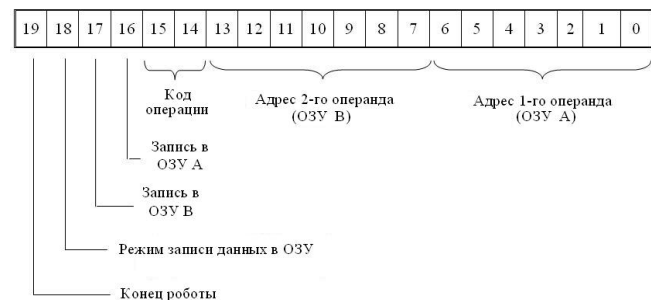 19 18 17 16 15 14 13 12 11 10 9 8 7 6 5 4 3 2 1 0
Код
операции
Адрес 2-го операнда
(ОЗУ В)
Адрес 1-го операнда
(ОЗУ А)
Запись в
ОЗУ А
Запись в
ОЗУ В
Режим записи данных в ОЗУ
Конец роботы